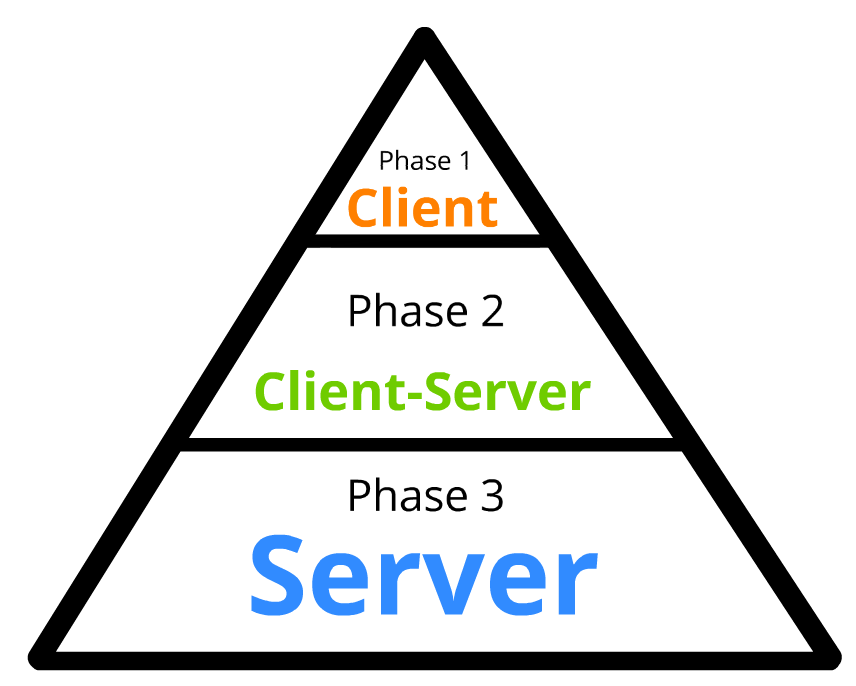 Phase 1
Client
Phase 2
Client-Server
Phase 3
Server